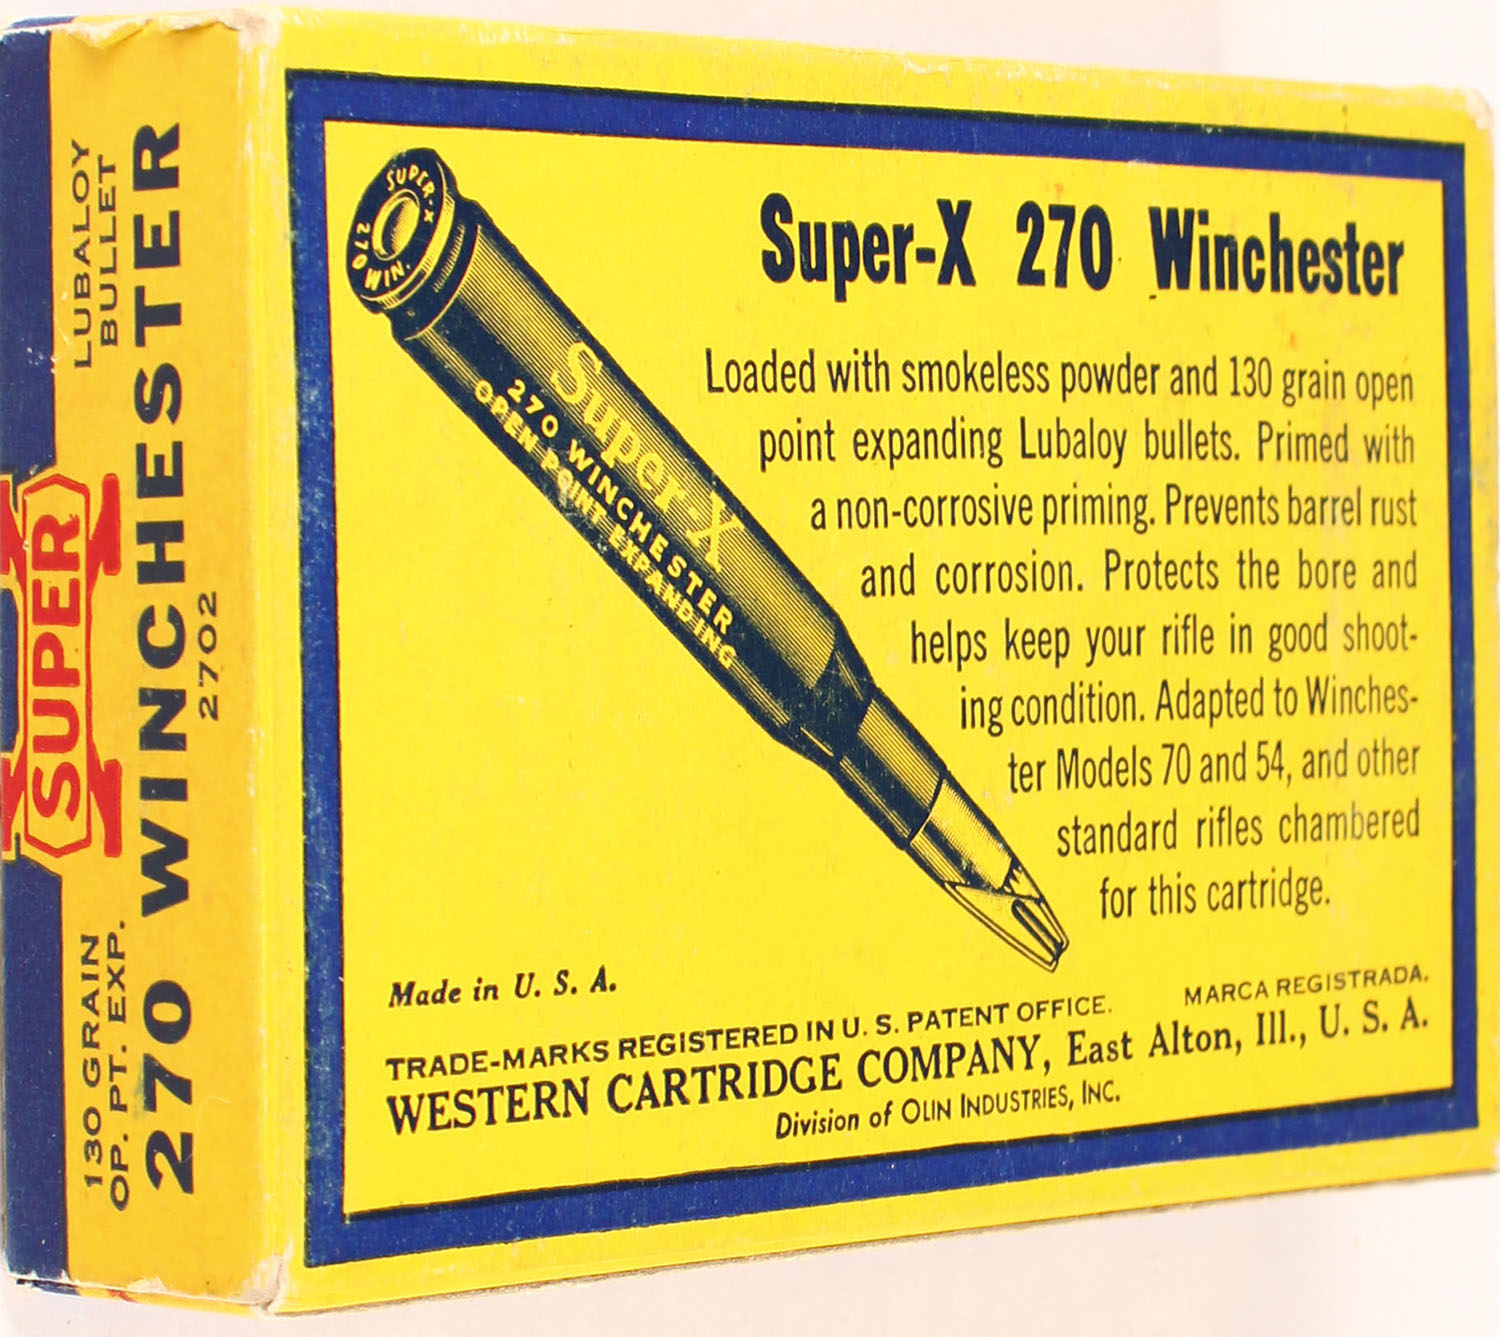 LUBALOY
BULLET
SUPER
X
130 GRAIN
OP. PT. EXP.
270 WINCHESTER
2702
SUPER-X
270 WIN.
Super-X
270 WINCHESTER
OPEN POINT EXPANDING
Super-X 270 Winchester
Loaded with smokeless powder and 130 grain open
point expanding Lubaloy bullets. Primed with
a non-corrosive priming. Prevents barrel rust
and corrosion. Protects the bore and
helps keep your rifle in good shoot-
ing condition. Adapted to Winches-
ter Models 70 and 54, and other
standard rifles chambered
for this cartridge.
Made in U. S. A.
TRADE-MARKS REGISTERED IN U. S. PATENT OFFICE. MARCA REGISTRADA.
WESTERN CARTRIDGE COMPANY, East Alton, Ill., U. S. A.
Division of OLIN INDUSTRIES, INC.